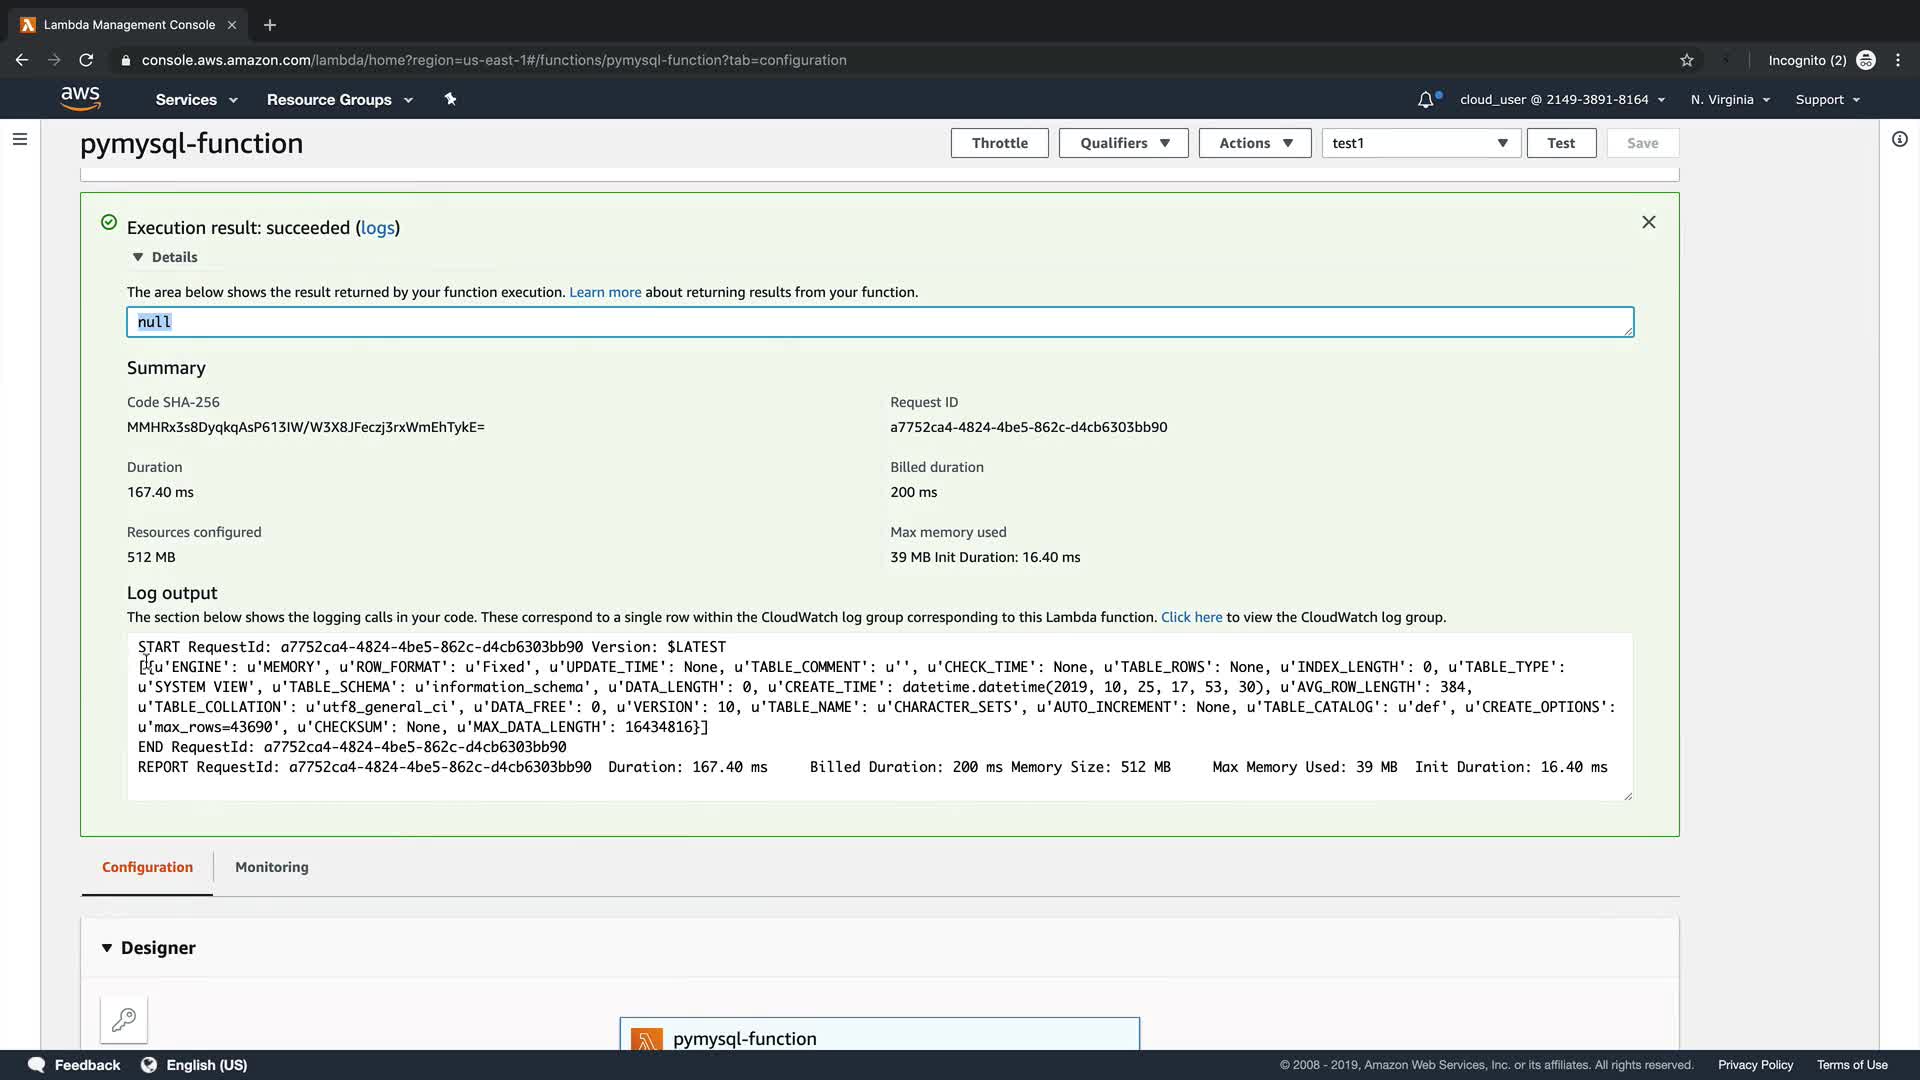 Lambda Management Console
console.aws.amazon.com/lambda/home?region=us-east-1#/functions/pymysql-function?tab=configuration
Incognito (2)
aws
Services
Resource Groups
cloud_user @ 2149-3891-8164
N. Virginia
Support
pymysql-function
Throttle
Qualifiers
Actions
test1
Test
Save
Execution result: succeeded (logs)
Details
The area below shows the result returned by your function execution. Learn more about returning results from your function.
null
Summary
Code SHA-256
MMHRx3s8DyqkqAsP613IW/W3X8JFeczj3rxWmEhTykE=
Request ID
a7752ca4-4824-4be5-862c-d4cb6303bb90
Duration
167.40 ms
Billed duration
200 ms
Resources configured
512 MB
Max memory used
39 MB Init Duration: 16.40 ms
Log output
The section below shows the logging calls in your code. These correspond to a single row within the CloudWatch log group corresponding to this Lambda function. Click here to view the CloudWatch log group.
START RequestId: a7752ca4-4824-4be5-862c-d4cb6303bb90 Version: $LATEST
[{u'ENGINE': u'MEMORY', u'ROW_FORMAT': u'Fixed', u'UPDATE_TIME': None, u'TABLE_COMMENT': u'', u'CHECK_TIME': None, u'TABLE_ROWS': None, u'INDEX_LENGTH': 0, u'TABLE_TYPE':
u'SYSTEM VIEW', u'TABLE_SCHEMA': u'information_schema', u'DATA_LENGTH': 0, u'CREATE_TIME': datetime.datetime(2019, 10, 25, 17, 53, 30), u'AVG_ROW_LENGTH': 384,
u'TABLE_COLLATION': u'utf8_general_ci', u'DATA_FREE': 0, u'VERSION': 10, u'TABLE_NAME': u'CHARACTER_SETS', u'AUTO_INCREMENT': None, u'TABLE_CATALOG': u'def', u'CREATE_OPTIONS':
u'max_rows=43690', u'CHECKSUM': None, u'MAX_DATA_LENGTH': 16434816}]
END RequestId: a7752ca4-4824-4be5-862c-d4cb6303bb90
REPORT RequestId: a7752ca4-4824-4be5-862c-d4cb6303bb90 Duration: 167.40 ms Billed Duration: 200 ms Memory Size: 512 MB Max Memory Used: 39 MB Init Duration: 16.40 ms
Configuration
Monitoring
Designer
pymysql-function
Feedback
English (US)
© 2008 - 2019, Amazon Web Services, Inc. or its affiliates. All rights reserved.
Privacy Policy
Terms of Use